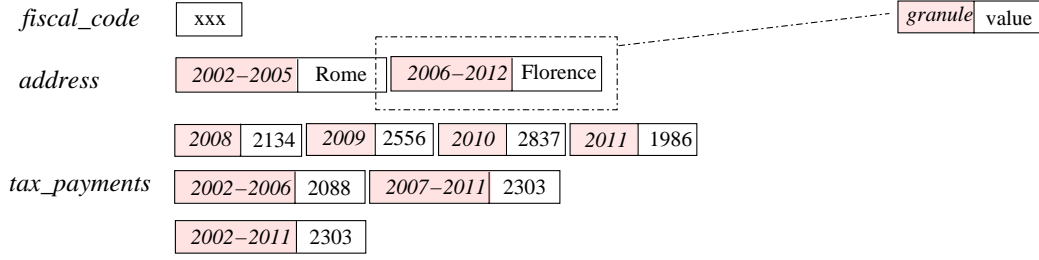 fiscal_code xxx granule value
address 2002–2005 Rome 2006–2012 Florence
2008 2134 2009 2556 2010 2837 2011 1986
tax_payments 2002–2006 2088 2007–2011 2303
2002–2011 2303